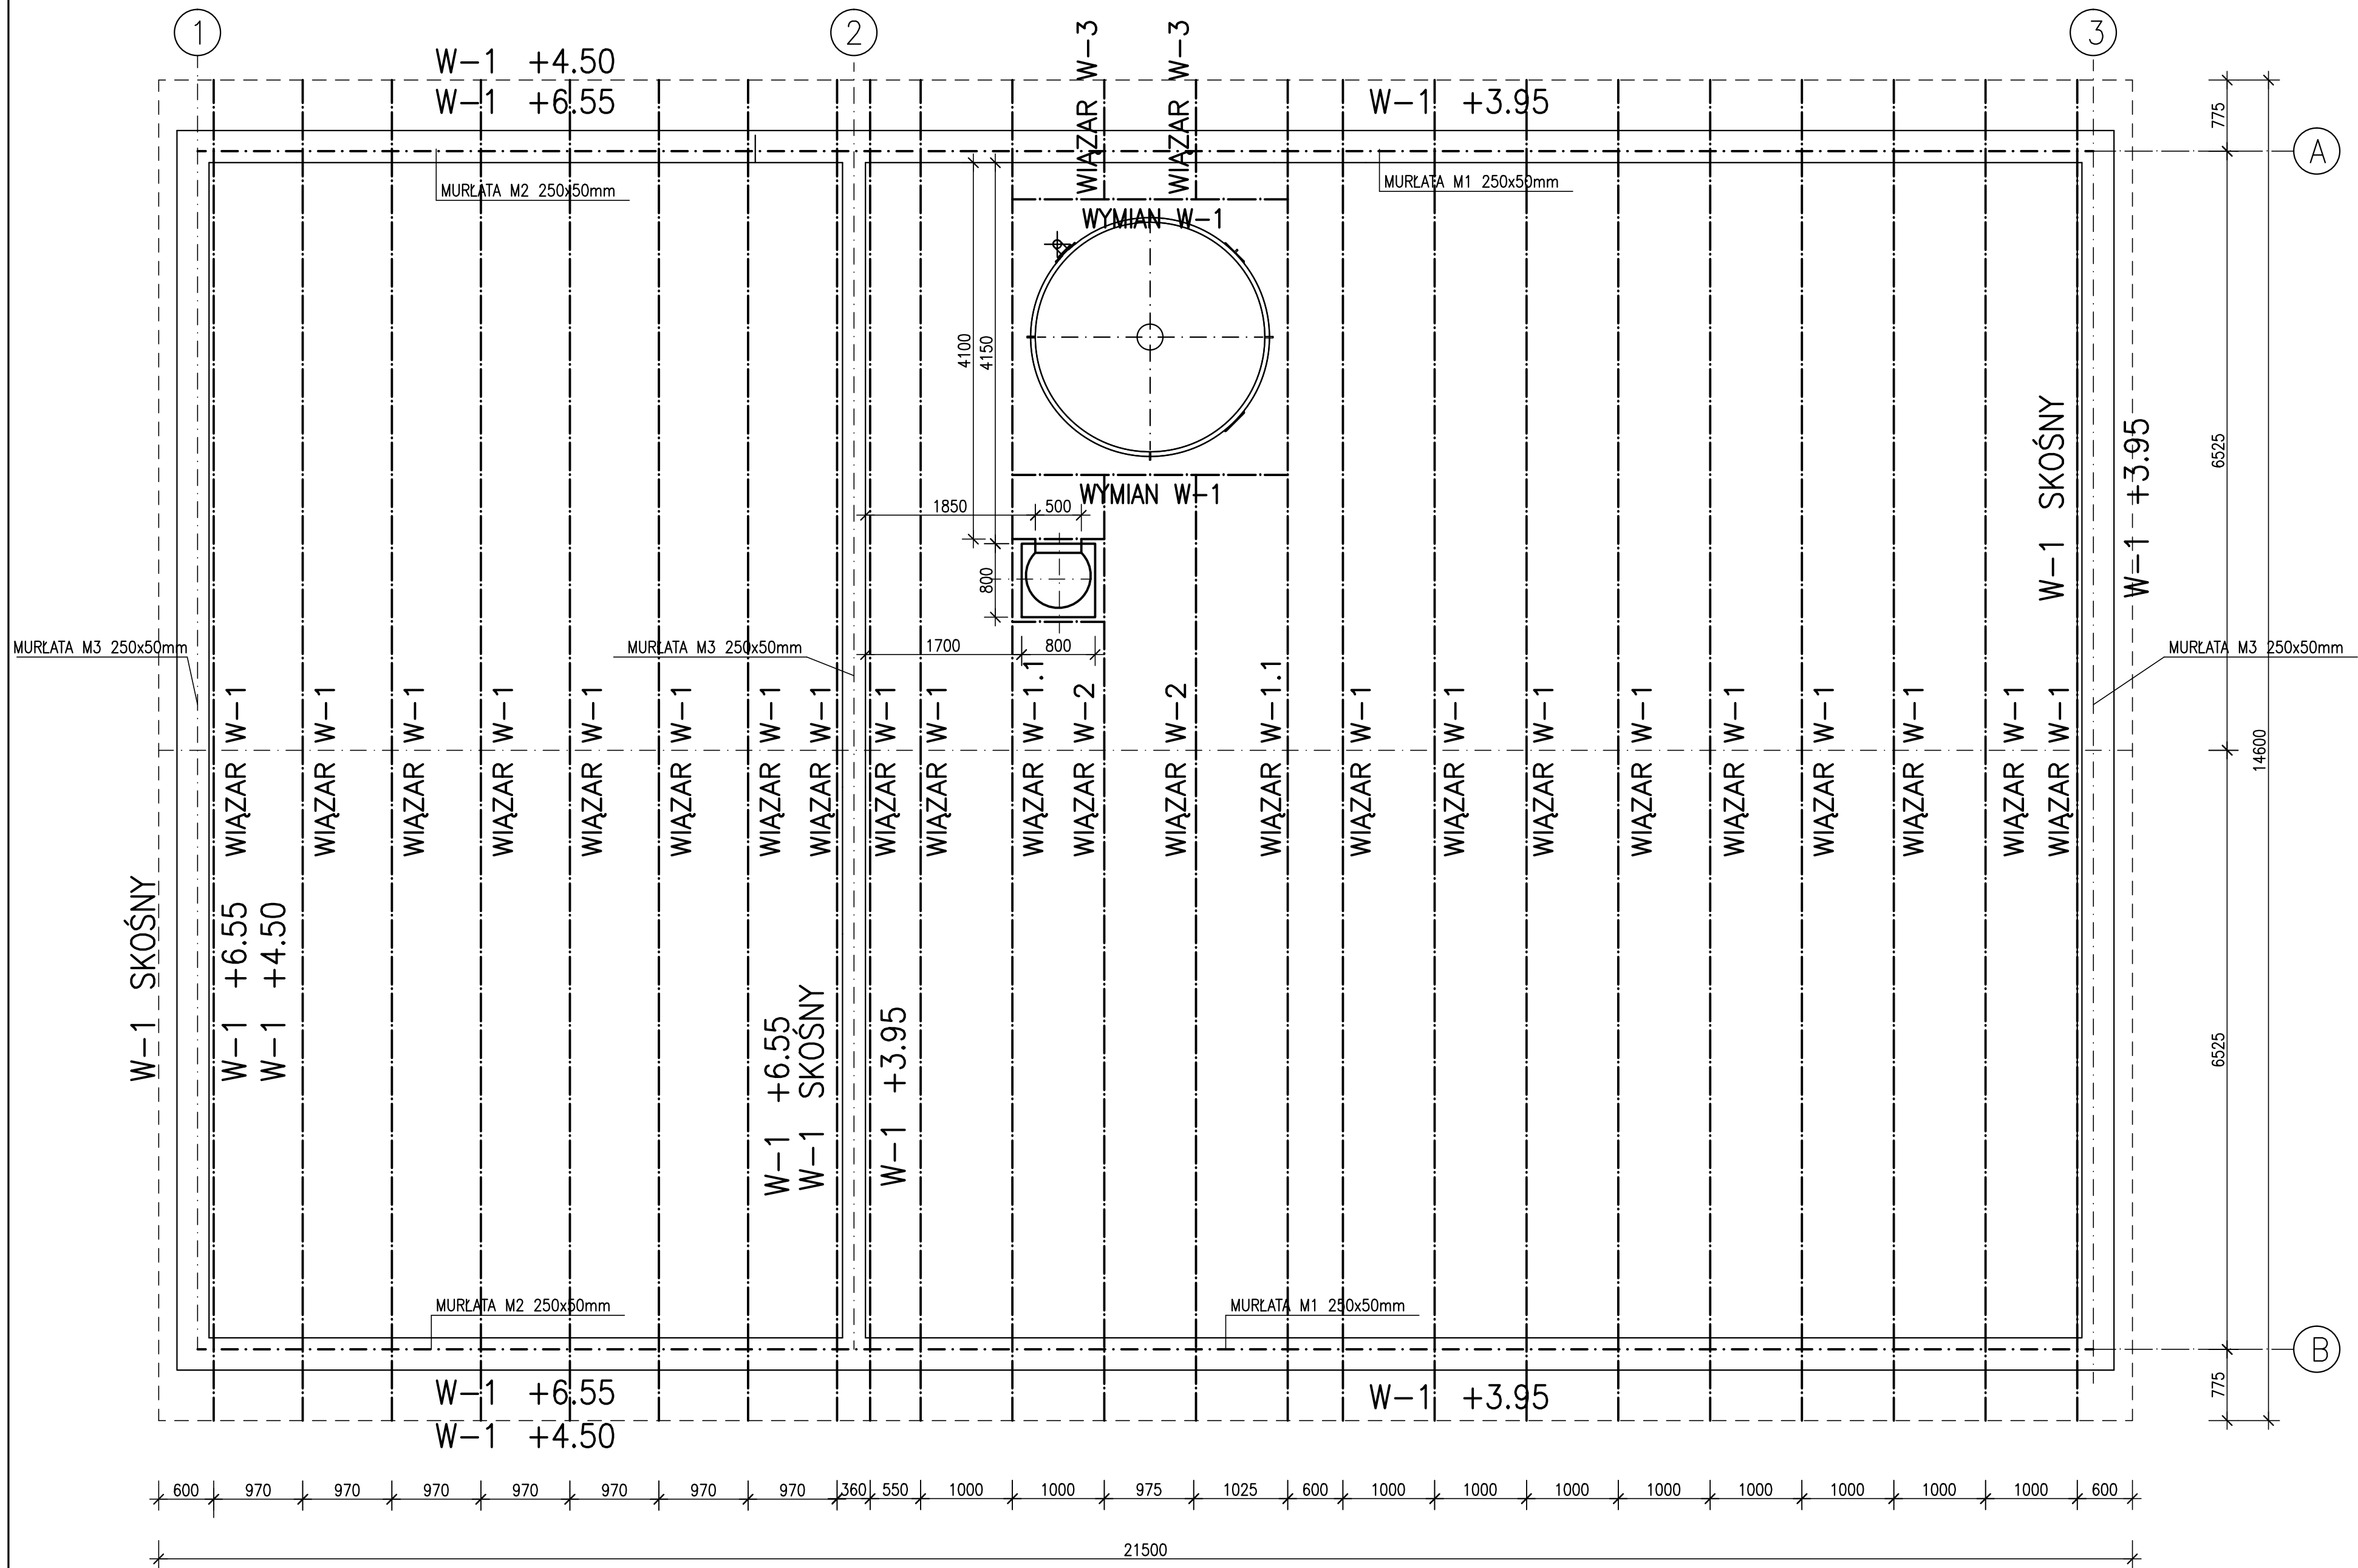 1
2
3
W-1 +4.50
W-1 +6.55
W-1 +3.95
WIĄZAR W-3
WIĄZAR W-3
775
A
MURŁATA M2 250x50mm
MURŁATA M1 250x50mm
WYMIAN W-1
4100
4150
6525
W-1 SKOŚNY
W-1 +3.95
WYMIAN W-1
1850
500
800
1700
800
MURŁATA M3 250x50mm
MURŁATA M3 250x50mm
MURŁATA M3 250x50mm
WIĄZAR W-1
WIĄZAR W-1
WIĄZAR W-1
WIĄZAR W-1
WIĄZAR W-1
WIĄZAR W-1
WIĄZAR W-1
WIĄZAR W-1
WIĄZAR W-1
WIĄZAR W-1
WIĄZAR W-1.1
WIĄZAR W-2
WIĄZAR W-2
WIĄZAR W-1.1
WIĄZAR W-1
WIĄZAR W-1
WIĄZAR W-1
WIĄZAR W-1
WIĄZAR W-1
WIĄZAR W-1
WIĄZAR W-1
WIĄZAR W-1
WIĄZAR W-1
14600
W-1 SKOŚNY
W-1 +6.55
W-1 +4.50
W-1 +6.55
W-1 SKOŚNY
W-1 +3.95
6525
MURŁATA M2 250x50mm
MURŁATA M1 250x50mm
B
W-1 +6.55
W-1 +4.50
W-1 +3.95
775
600 970 970 970 970 970 970 970 360 550 1000 1000 975 1025 600 1000 1000 1000 1000 1000 1000 1000 1000 600
21500